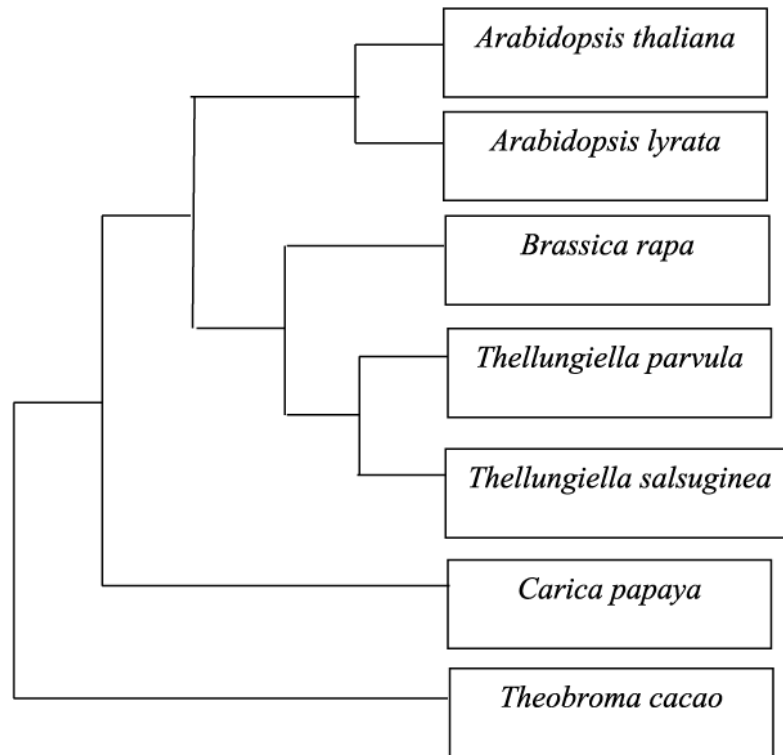 Arabidopsis thaliana
Arabidopsis lyrata
Brassica rapa
Thellungiella parvula
Thellungiella salsuginea
Carica papaya
Theobroma cacao